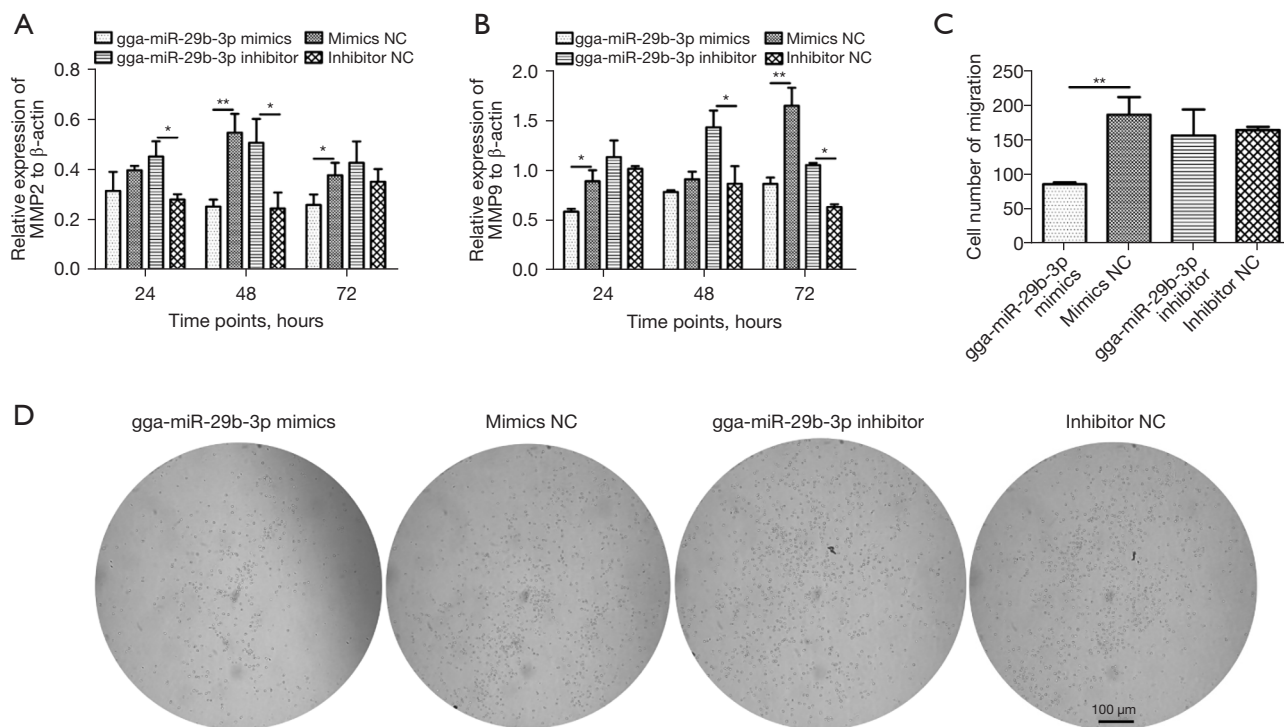 A
gga-miR-29b-3p mimics
Mimics NC
gga-miR-29b-3p inhibitor
Inhibitor NC
Relative expression of
MMP2 to β-actin
0.8
0.6
0.4
0.2
0.0
*
**
*
*
24
48
72
Time points, hours
B
gga-miR-29b-3p mimics
Mimics NC
gga-miR-29b-3p inhibitor
Inhibitor NC
Relative expression of
MMP9 to β-actin
2.0
1.5
1.0
0.5
0.0
*
*
**
*
24
48
72
Time points, hours
C
Cell number of migration
250
200
150
100
50
0
**
gga-miR-29b-3p
mimics
Mimics NC
gga-miR-29b-3p
inhibitor
Inhibitor NC
D
gga-miR-29b-3p mimics
Mimics NC
gga-miR-29b-3p inhibitor
Inhibitor NC
100 µm